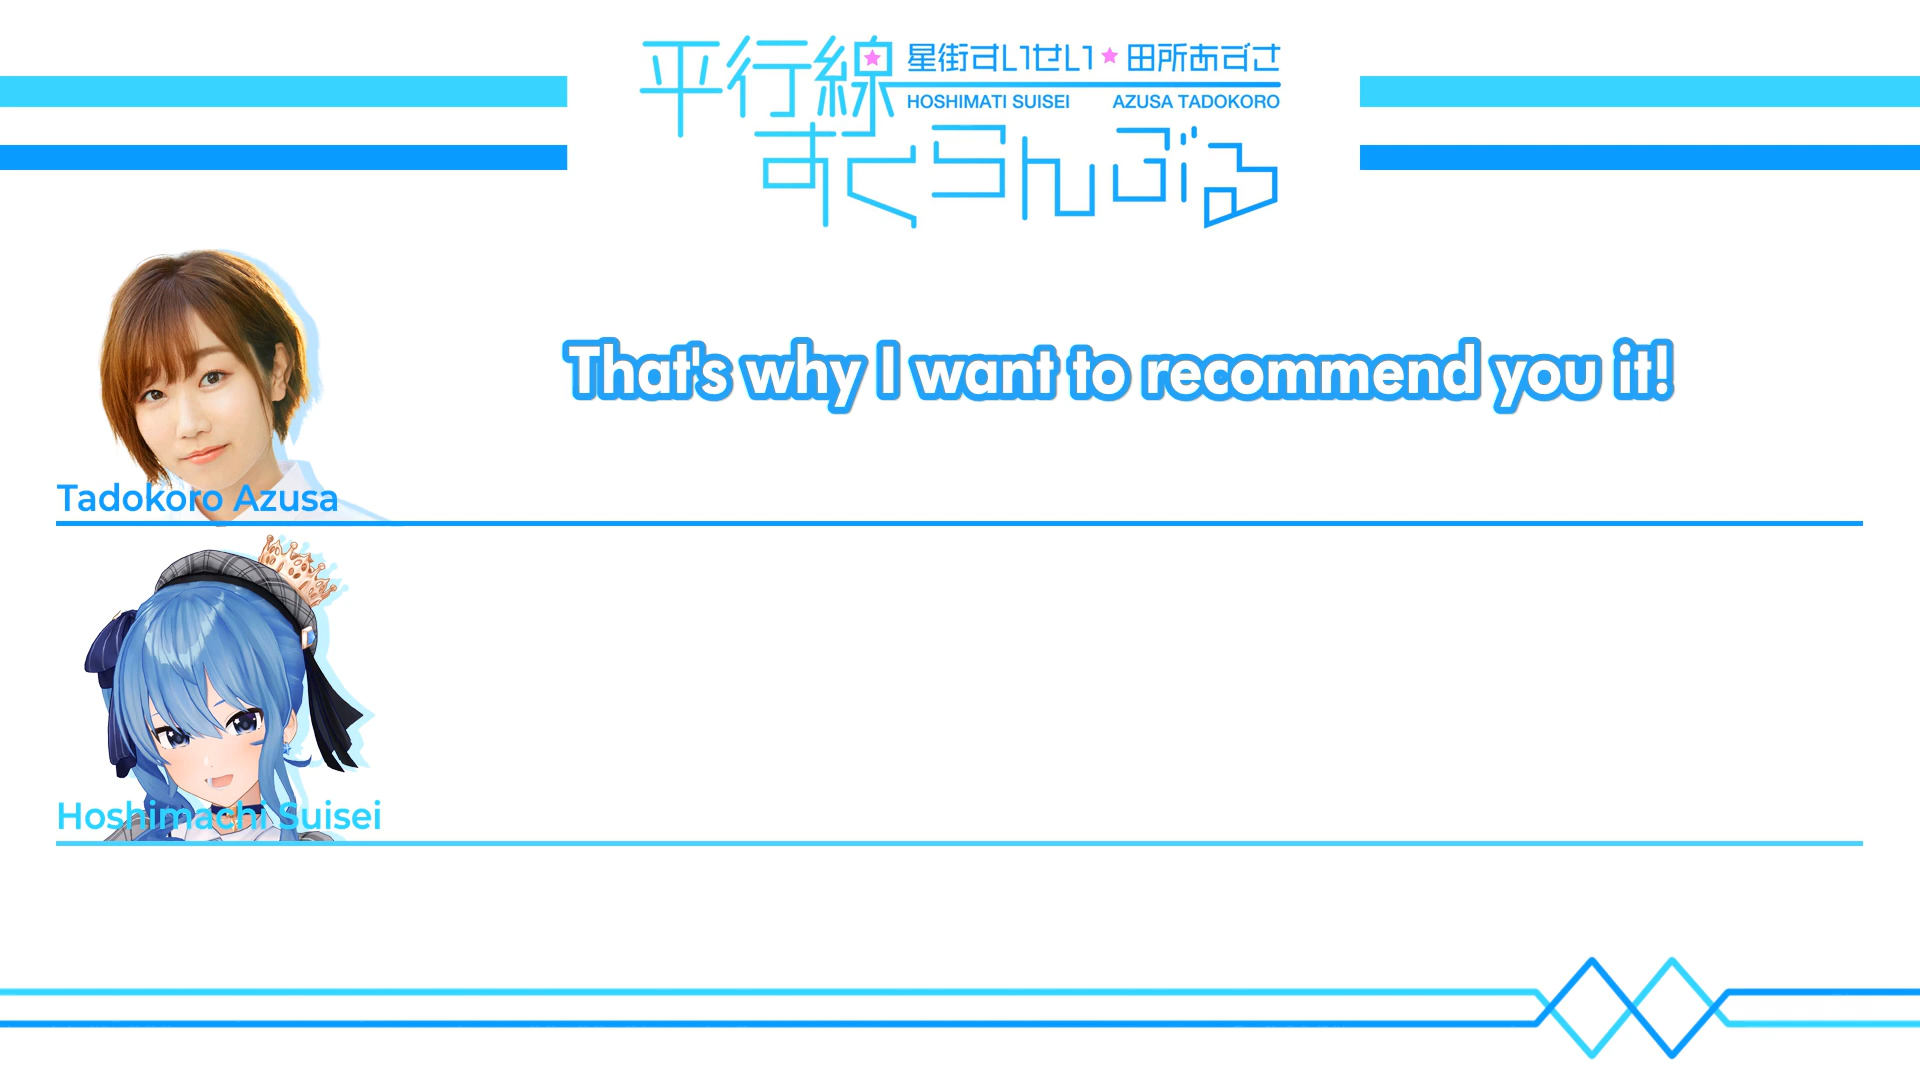 平行線
星街すいせい★田所あずさ
HOSHIMATI SUISEI AZUSA TADOKORO
すくらんぶる
That's why I want to recommend you it!
Tadokoro Azusa
Hoshimachi Suisei